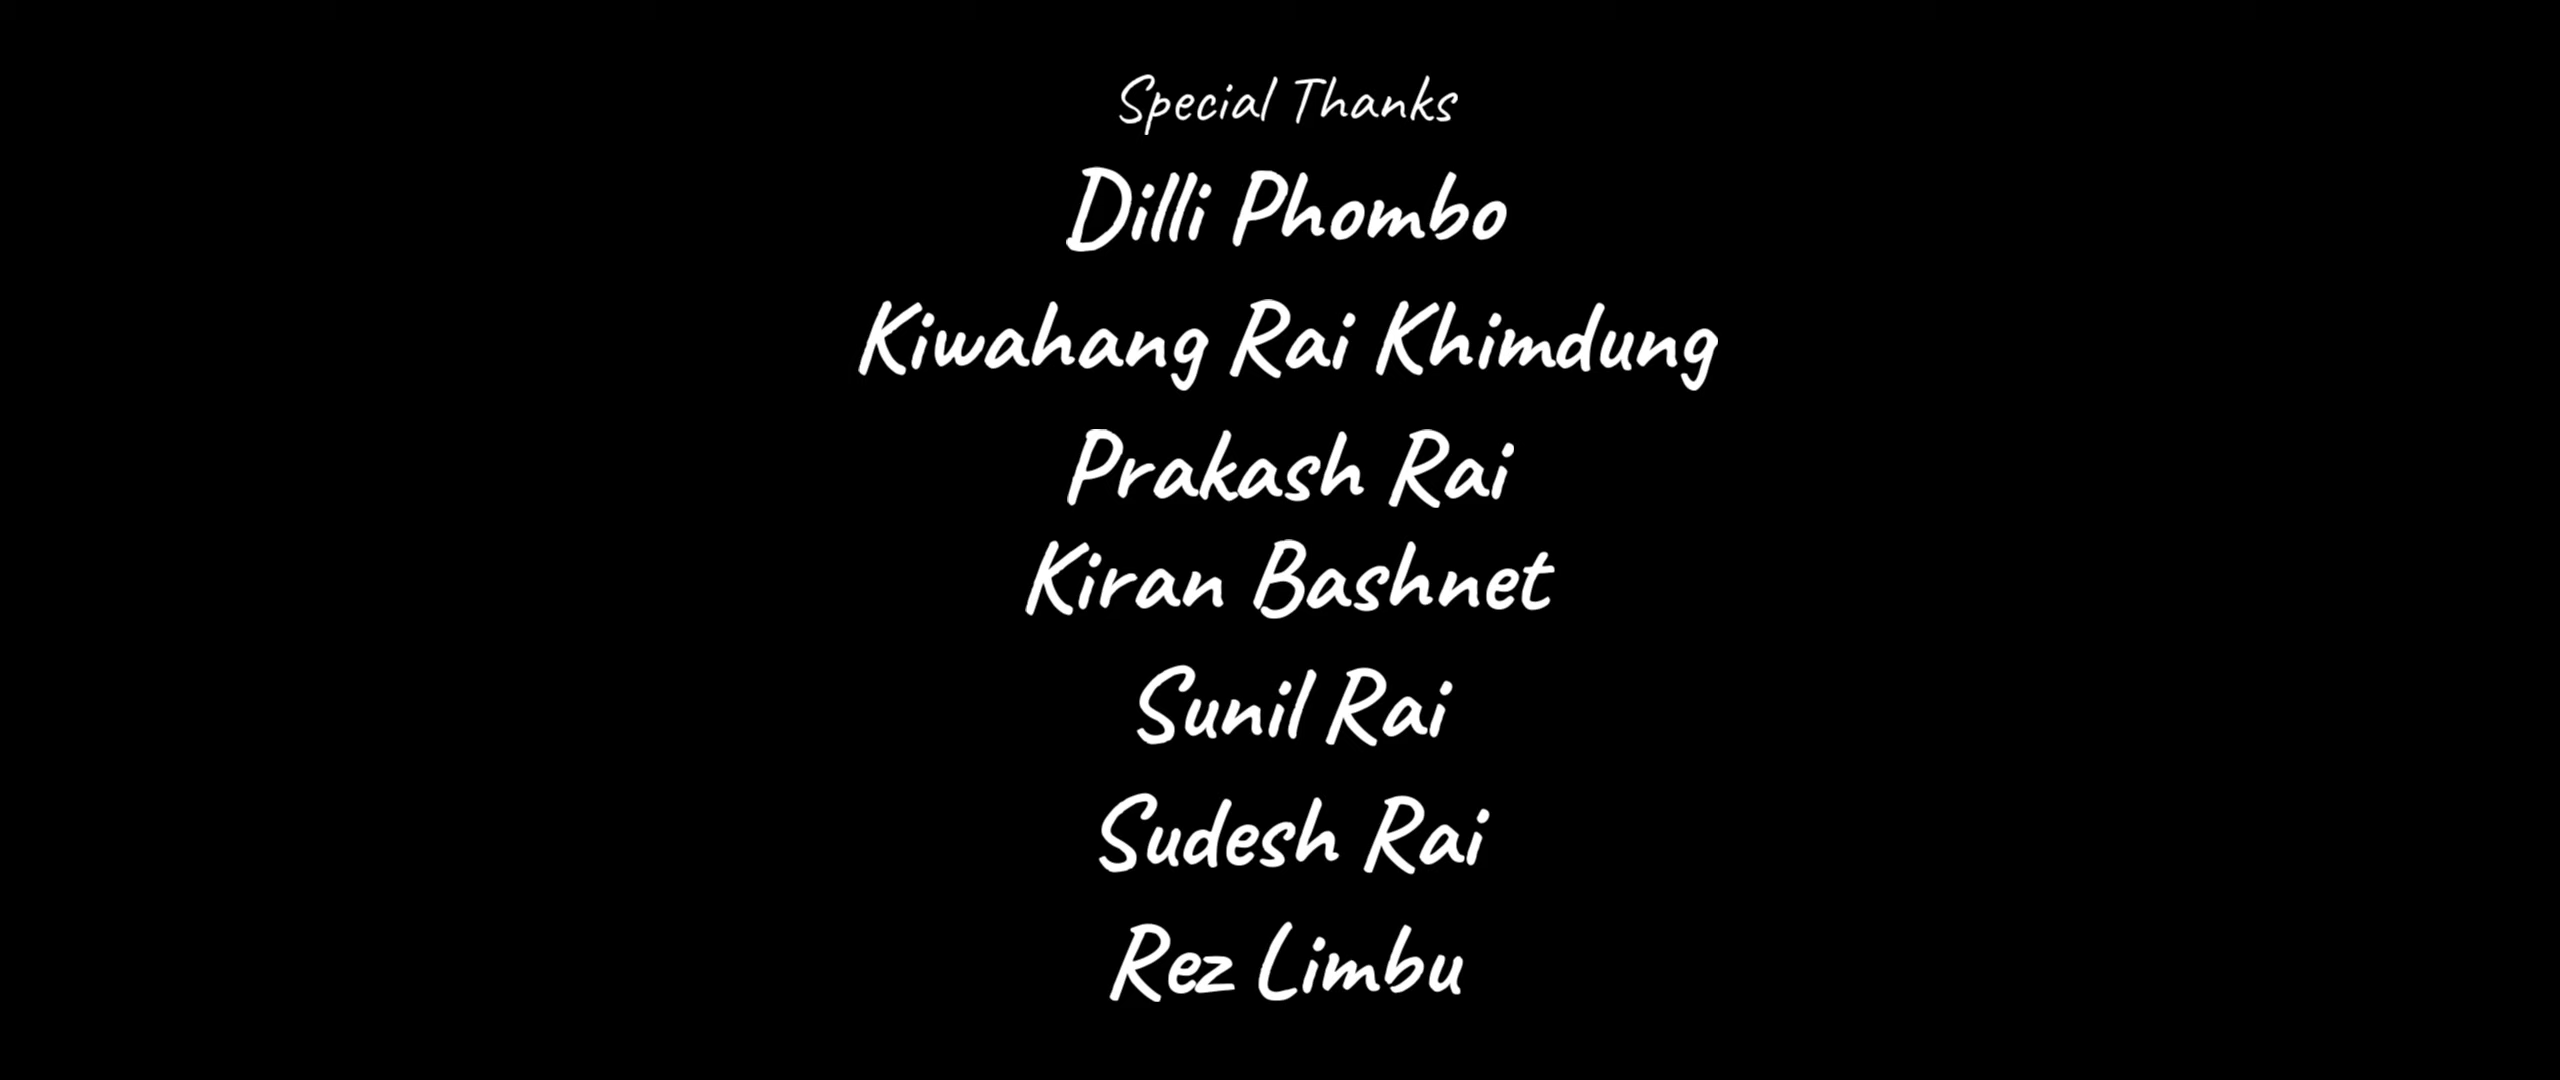 Special Thanks
Dilli Phombo
Kiwahang Rai Khimdung
Prakash Rai
Kiran Bashnet
Sunil Rai
Sudesh Rai
Rez Limbu